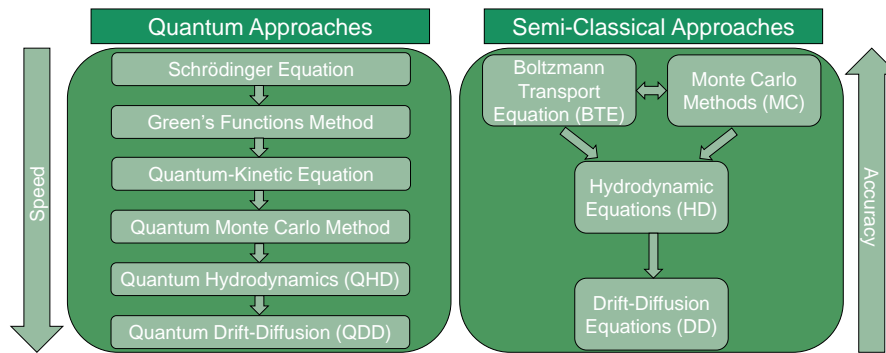 Quantum Approaches
Schrödinger Equation
Green's Functions Method
Quantum-Kinetic Equation
Quantum Monte Carlo Method
Quantum Hydrodynamics (QHD)
Quantum Drift-Diffusion (QDD)
Speed
Semi-Classical Approaches
Boltzmann
Transport
Equation (BTE)
Monte Carlo
Methods (MC)
Hydrodynamic
Equations (HD)
Drift-Diffusion
Equations (DD)
Accuracy